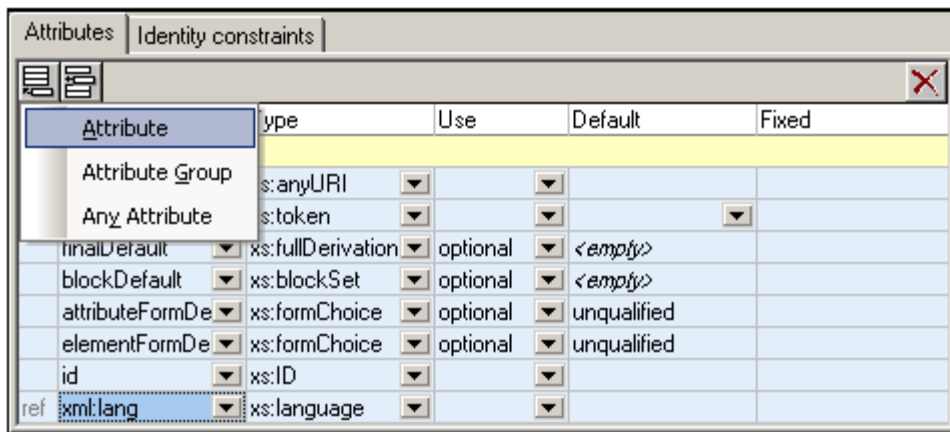 Attributes Identity constraints
Attribute ype Use Default Fixed
Attribute Group
s:anyURI
Any Attribute s:token
finalDefault xs:fullDerivation optional <empty>
blockDefault xs:blockSet optional <empty>
attributeFormDe xs:formChoice optional unqualified
elementFormDe xs:formChoice optional unqualified
id xs:ID
ref xml:lang xs:language